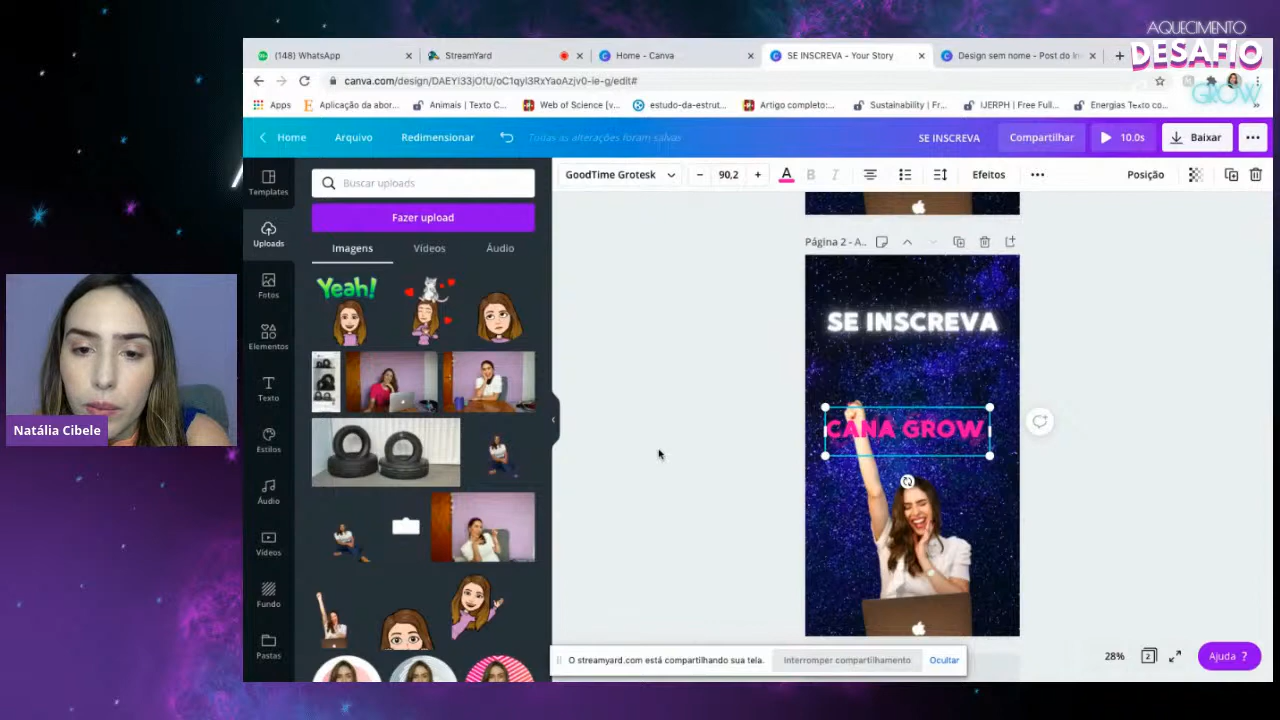 AQUECIMENTO
DESAFIO
GROW
(148) WhatsApp
StreamYard
Home - Canva
SE INSCREVA - Your Story
Design sem nome - Post do In
canva.com/design/DAEYl33jOfU/oC1qyl3RxYaoAzjv0-ie-g/edit#
Apps
Aplicação da abor...
Animais | Texto C...
Web of Science [v...
estudo-da-estrut...
Artigo completo:...
Sustainability | Fr...
IJERPH | Free Full...
Energias Texto co...
Home
Arquivo
Redimensionar
Todas as alterações foram salvas
SE INSCREVA
Compartilhar
10.0s
Baixar
Templates
Uploads
Fotos
Elementos
Texto
Estilos
Áudio
Vídeos
Fundo
Pastas
Buscar uploads
Fazer upload
Imagens
Vídeos
Áudio
Yeah!
GoodTime Grotesk
90,2
A
B
I
Efeitos
Posição
Página 2 - A..
SE INSCREVA
CANA GROW
Natália Cibele
O streamyard.com está compartilhando sua tela.
Interromper compartilhamento
Ocultar
28%
2
Ajuda ?